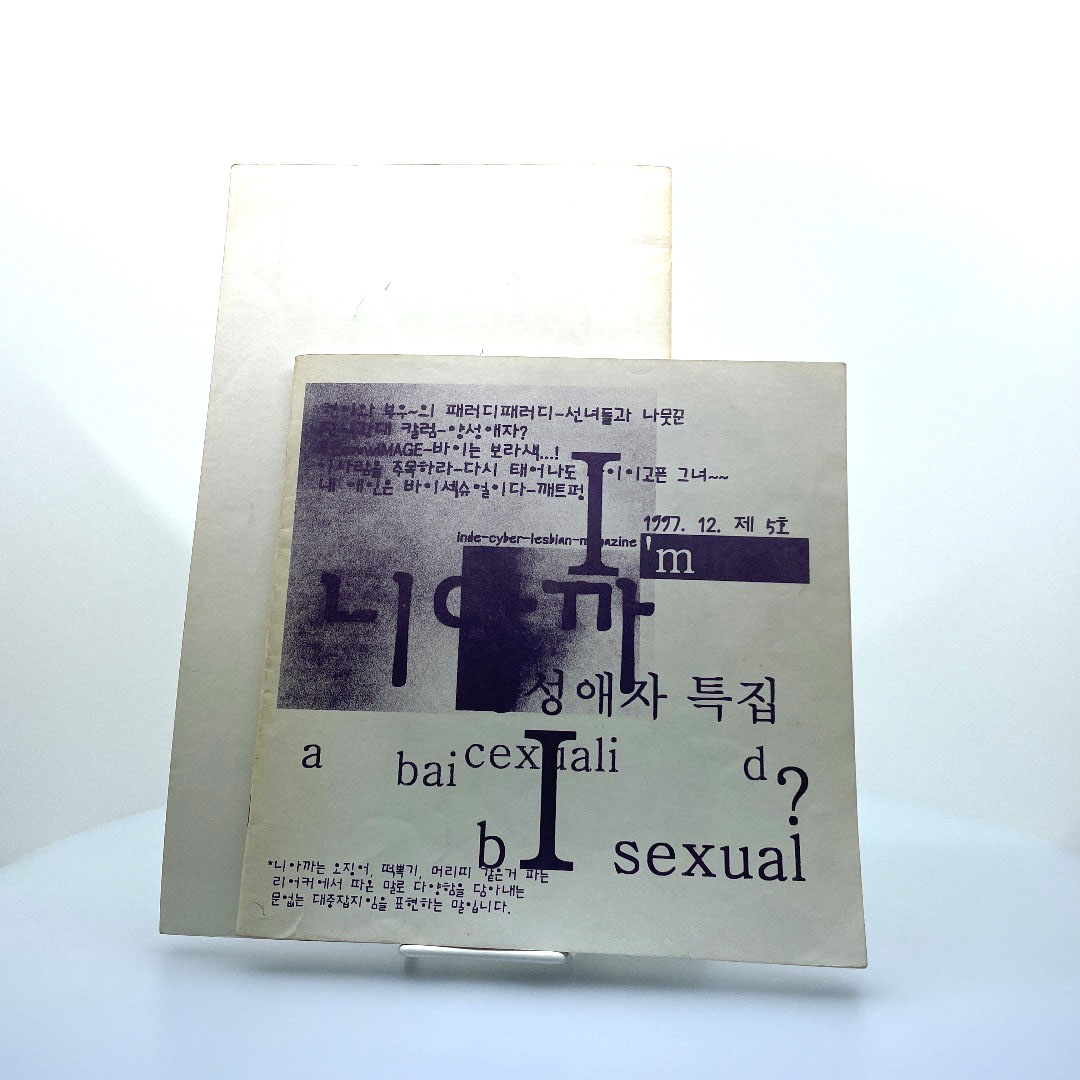 부우~의 패러디패러디-선녀들과 나뭇꾼
칼럼-양성애자?
IMAGE-바이는 보라색...!
주목하라-다시 태어나도 이고픈 그녀~~
내 애인은 바이섹슈얼이다-깨트펑
1997. 12. 제 5호
inde-cyber-lesbian-magazine
I'm
니아까
성애자 특집
a bai cexuali d?
bI sexual
*니아까는 오징어, 떡뽁기, 머리띠 같은거 파는
리어커에서 따온 말로 다양함을 담아내는
문없는 대중잡지임을 표현하는 말입니다.